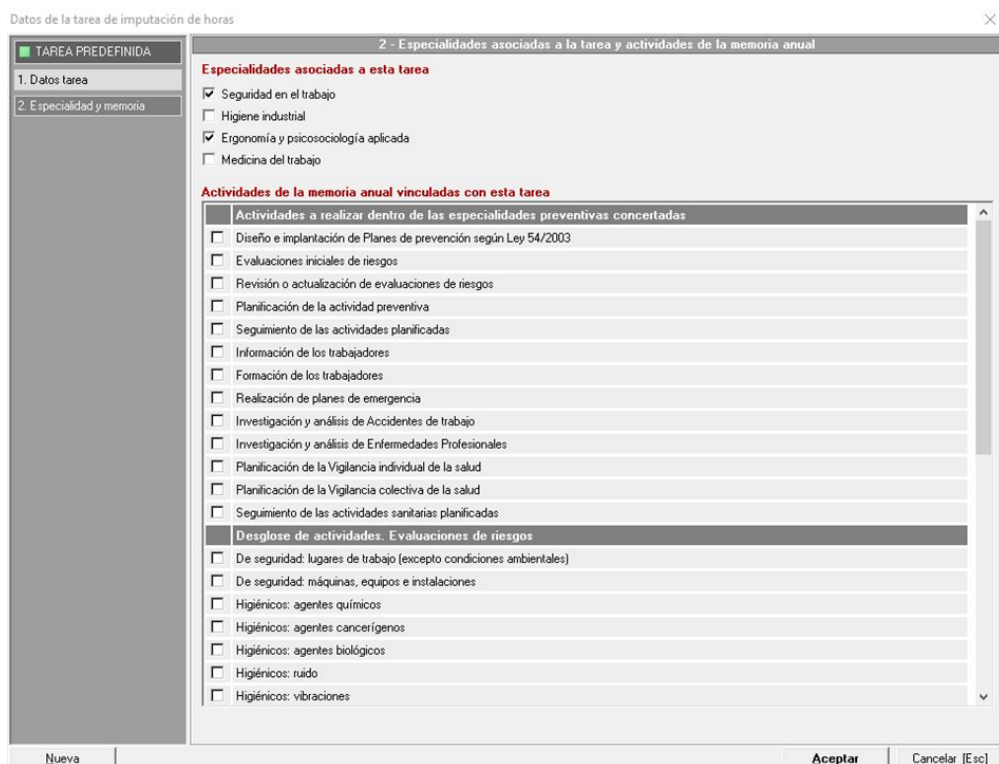 Datos de la tarea de imputación de horas
TAREA PREDEFINIDA
1. Datos tarea
2. Especialidad y memoria
2 - Especialidades asociadas a la tarea y actividades de la memoria anual
Especialidades asociadas a esta tarea
Seguridad en el trabajo
Higiene industrial
Ergonomía y psicosociología aplicada
Medicina del trabajo
Actividades de la memoria anual vinculadas con esta tarea
Actividades a realizar dentro de las especialidades preventivas concertadas
Diseño e implantación de Planes de prevención según Ley 54/2003
Evaluaciones iniciales de riesgos
Revisión o actualización de evaluaciones de riesgos
Planificación de la actividad preventiva
Seguimiento de las actividades planificadas
Información de los trabajadores
Formación de los trabajadores
Realización de planes de emergencia
Investigación y análisis de Accidentes de trabajo
Investigación y análisis de Enfermedades Profesionales
Planificación de la Vigilancia individual de la salud
Planificación de la Vigilancia colectiva de la salud
Seguimiento de las actividades sanitarias planificadas
Desglose de actividades. Evaluaciones de riesgos
De seguridad: lugares de trabajo (excepto condiciones ambientales)
De seguridad: máquinas, equipos e instalaciones
Higiénicos: agentes químicos
Higiénicos: agentes cancerígenos
Higiénicos: agentes biológicos
Higiénicos: ruido
Higiénicos: vibraciones
Nueva
Aceptar
Cancelar [Esc]